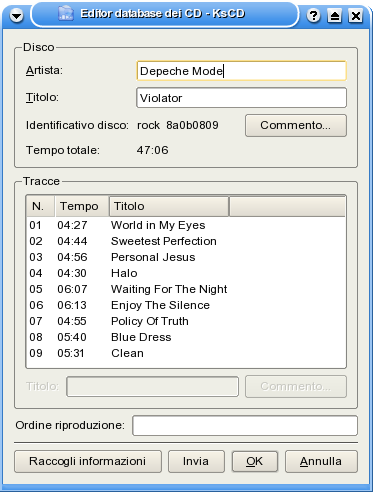 Editor database dei CD - KsCD
Disco
Artista: Depeche Mode
Titolo: Violator
Identificativo disco: rock 8a0b0809 Commento...
Tempo totale: 47:06
Tracce
N. Tempo Titolo
01 04:27 World in My Eyes
02 04:44 Sweetest Perfection
03 04:56 Personal Jesus
04 04:30 Halo
05 06:07 Waiting For The Night
06 06:13 Enjoy The Silence
07 04:55 Policy Of Truth
08 05:40 Blue Dress
09 05:31 Clean
Titolo: Commento...
Ordine riproduzione:
Raccogli informazioni Invia OK Annulla